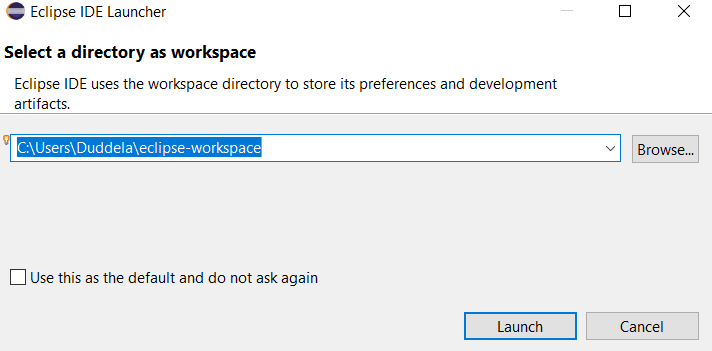 Eclipse IDE Launcher
Select a directory as workspace
Eclipse IDE uses the workspace directory to store its preferences and development
artifacts.
C:\Users\Duddela\eclipse-workspace
Browse...
Use this as the default and do not ask again
Launch
Cancel